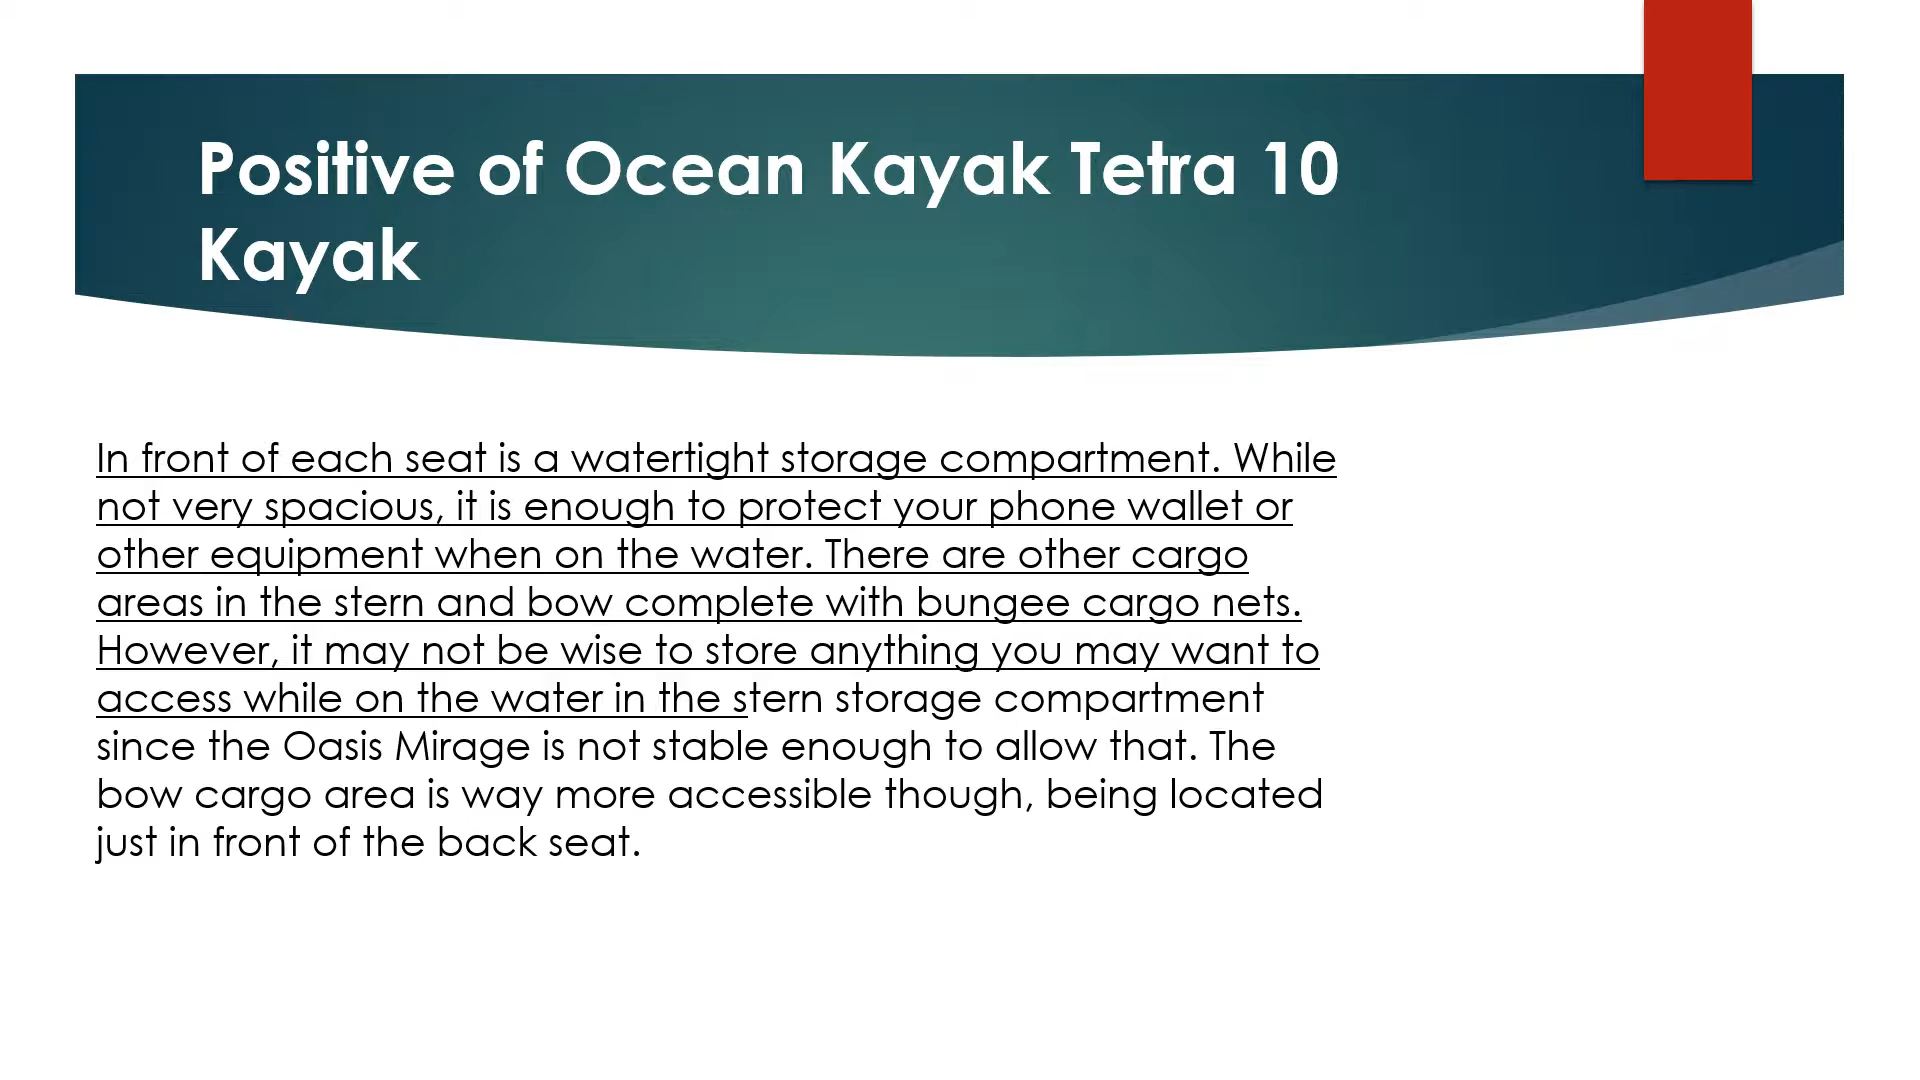 Positive of Ocean Kayak Tetra 10
Kayak
In front of each seat is a watertight storage compartment. While
not very spacious, it is enough to protect your phone wallet or
other equipment when on the water. There are other cargo
areas in the stern and bow complete with bungee cargo nets.
However, it may not be wise to store anything you may want to
access while on the water in the stern storage compartment
since the Oasis Mirage is not stable enough to allow that. The
bow cargo area is way more accessible though, being located
just in front of the back seat.